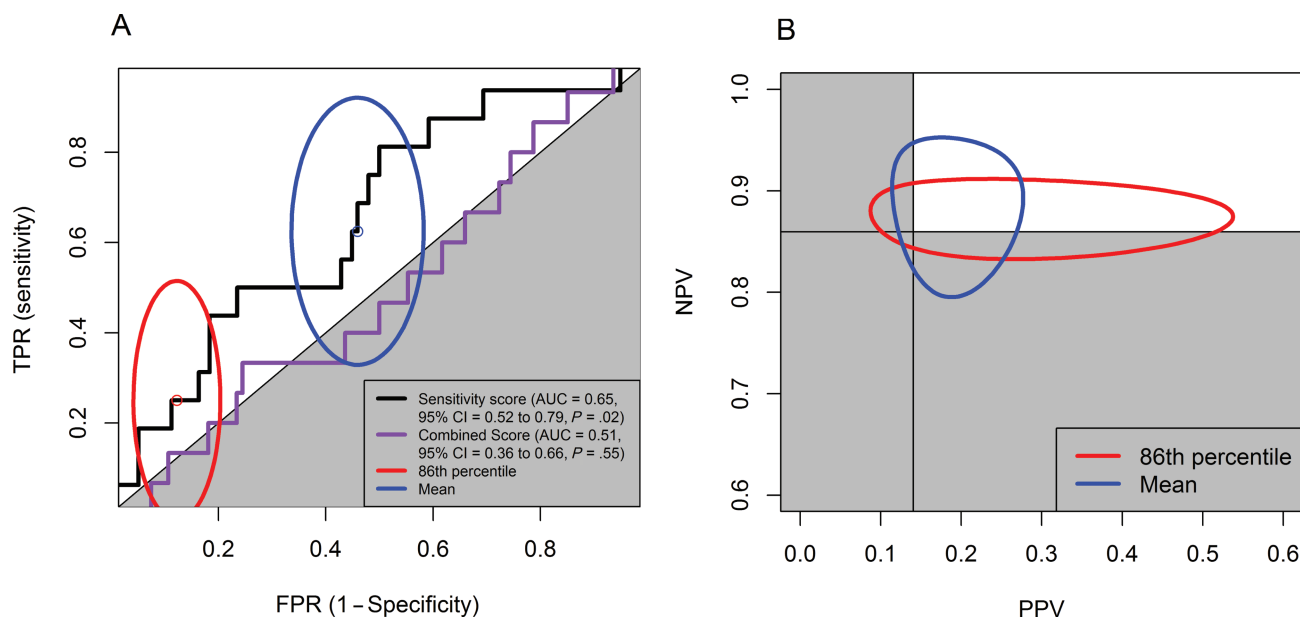 A
TPR (sensitivity)
0.8
0.6
0.4
0.2
Sensitivity score (AUC = 0.65,
95% CI = 0.52 to 0.79, P = .02)
Combined Score (AUC = 0.51,
95% CI = 0.36 to 0.66, P = .55)
86th percentile
Mean
0.2 0.4 0.6 0.8
FPR (1 – Specificity)
B
NPV
1.0
0.9
0.8
0.7
0.6
86th percentile
Mean
0.0 0.1 0.2 0.3 0.4 0.5 0.6
PPV